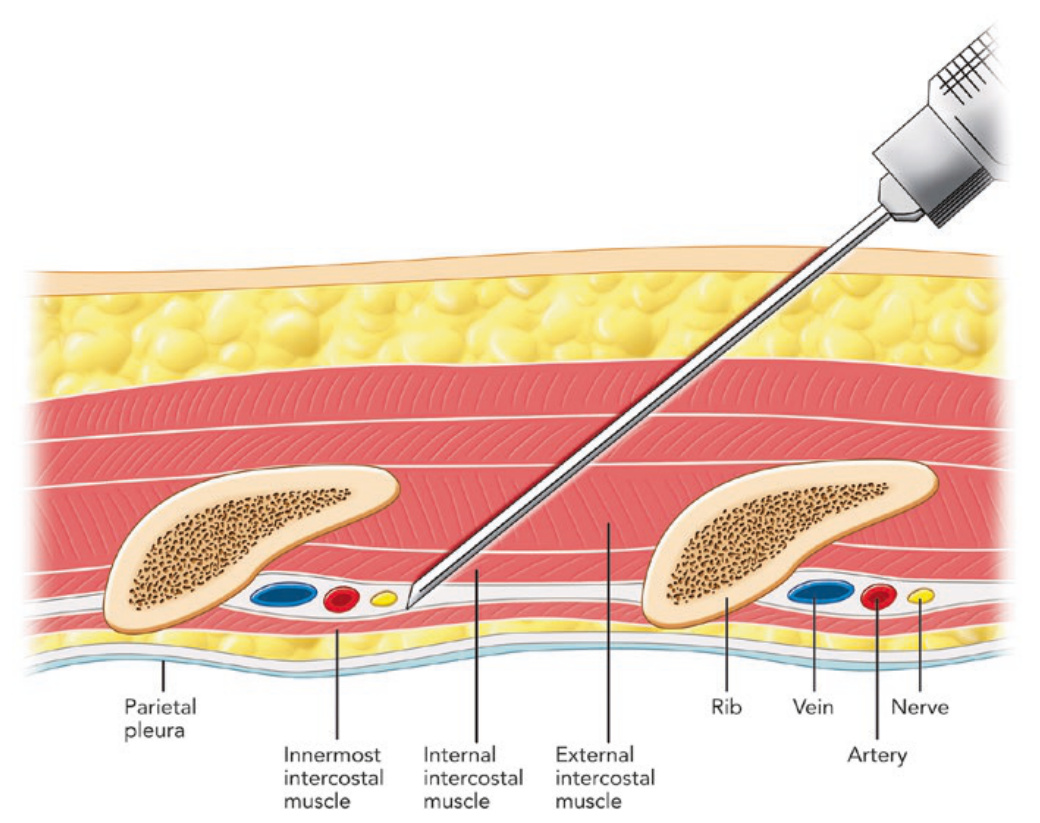 Parietal
pleura
Innermost
intercostal
muscle
Internal
intercostal
muscle
External
intercostal
muscle
Rib
Vein
Artery
Nerve